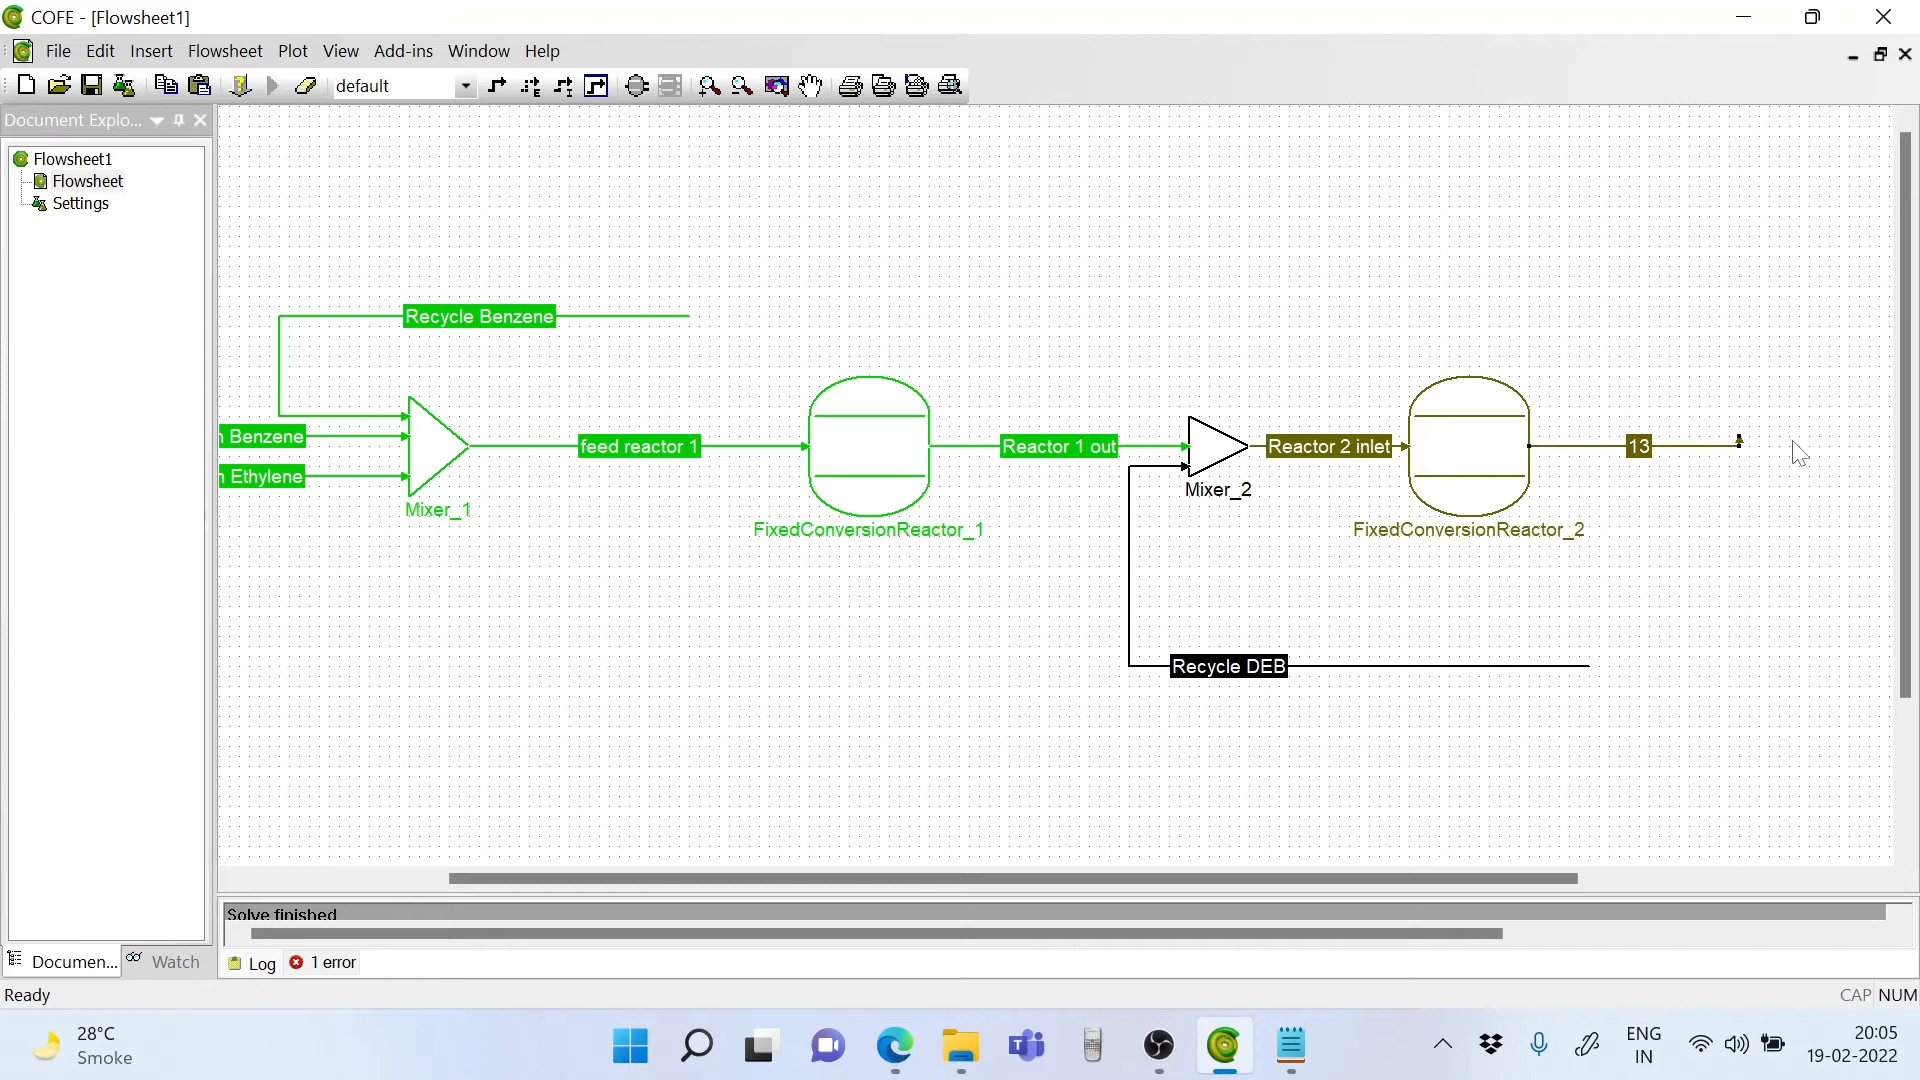 COFE - [Flowsheet1]
File Edit Insert Flowsheet Plot View Add-ins Window Help
default
Document Explo...
Flowsheet1
Flowsheet
Settings
Recycle Benzene
Benzene
Ethylene
Mixer_1
feed reactor 1
FixedConversionReactor_1
Reactor 1 out
Mixer_2
Reactor 2 inlet
FixedConversionReactor_2
13
Recycle DEB
Solve finished
Documen... Watch
Log 1 error
Ready
CAP NUM
28°C
Smoke
ENG
IN
20:05
19-02-2022